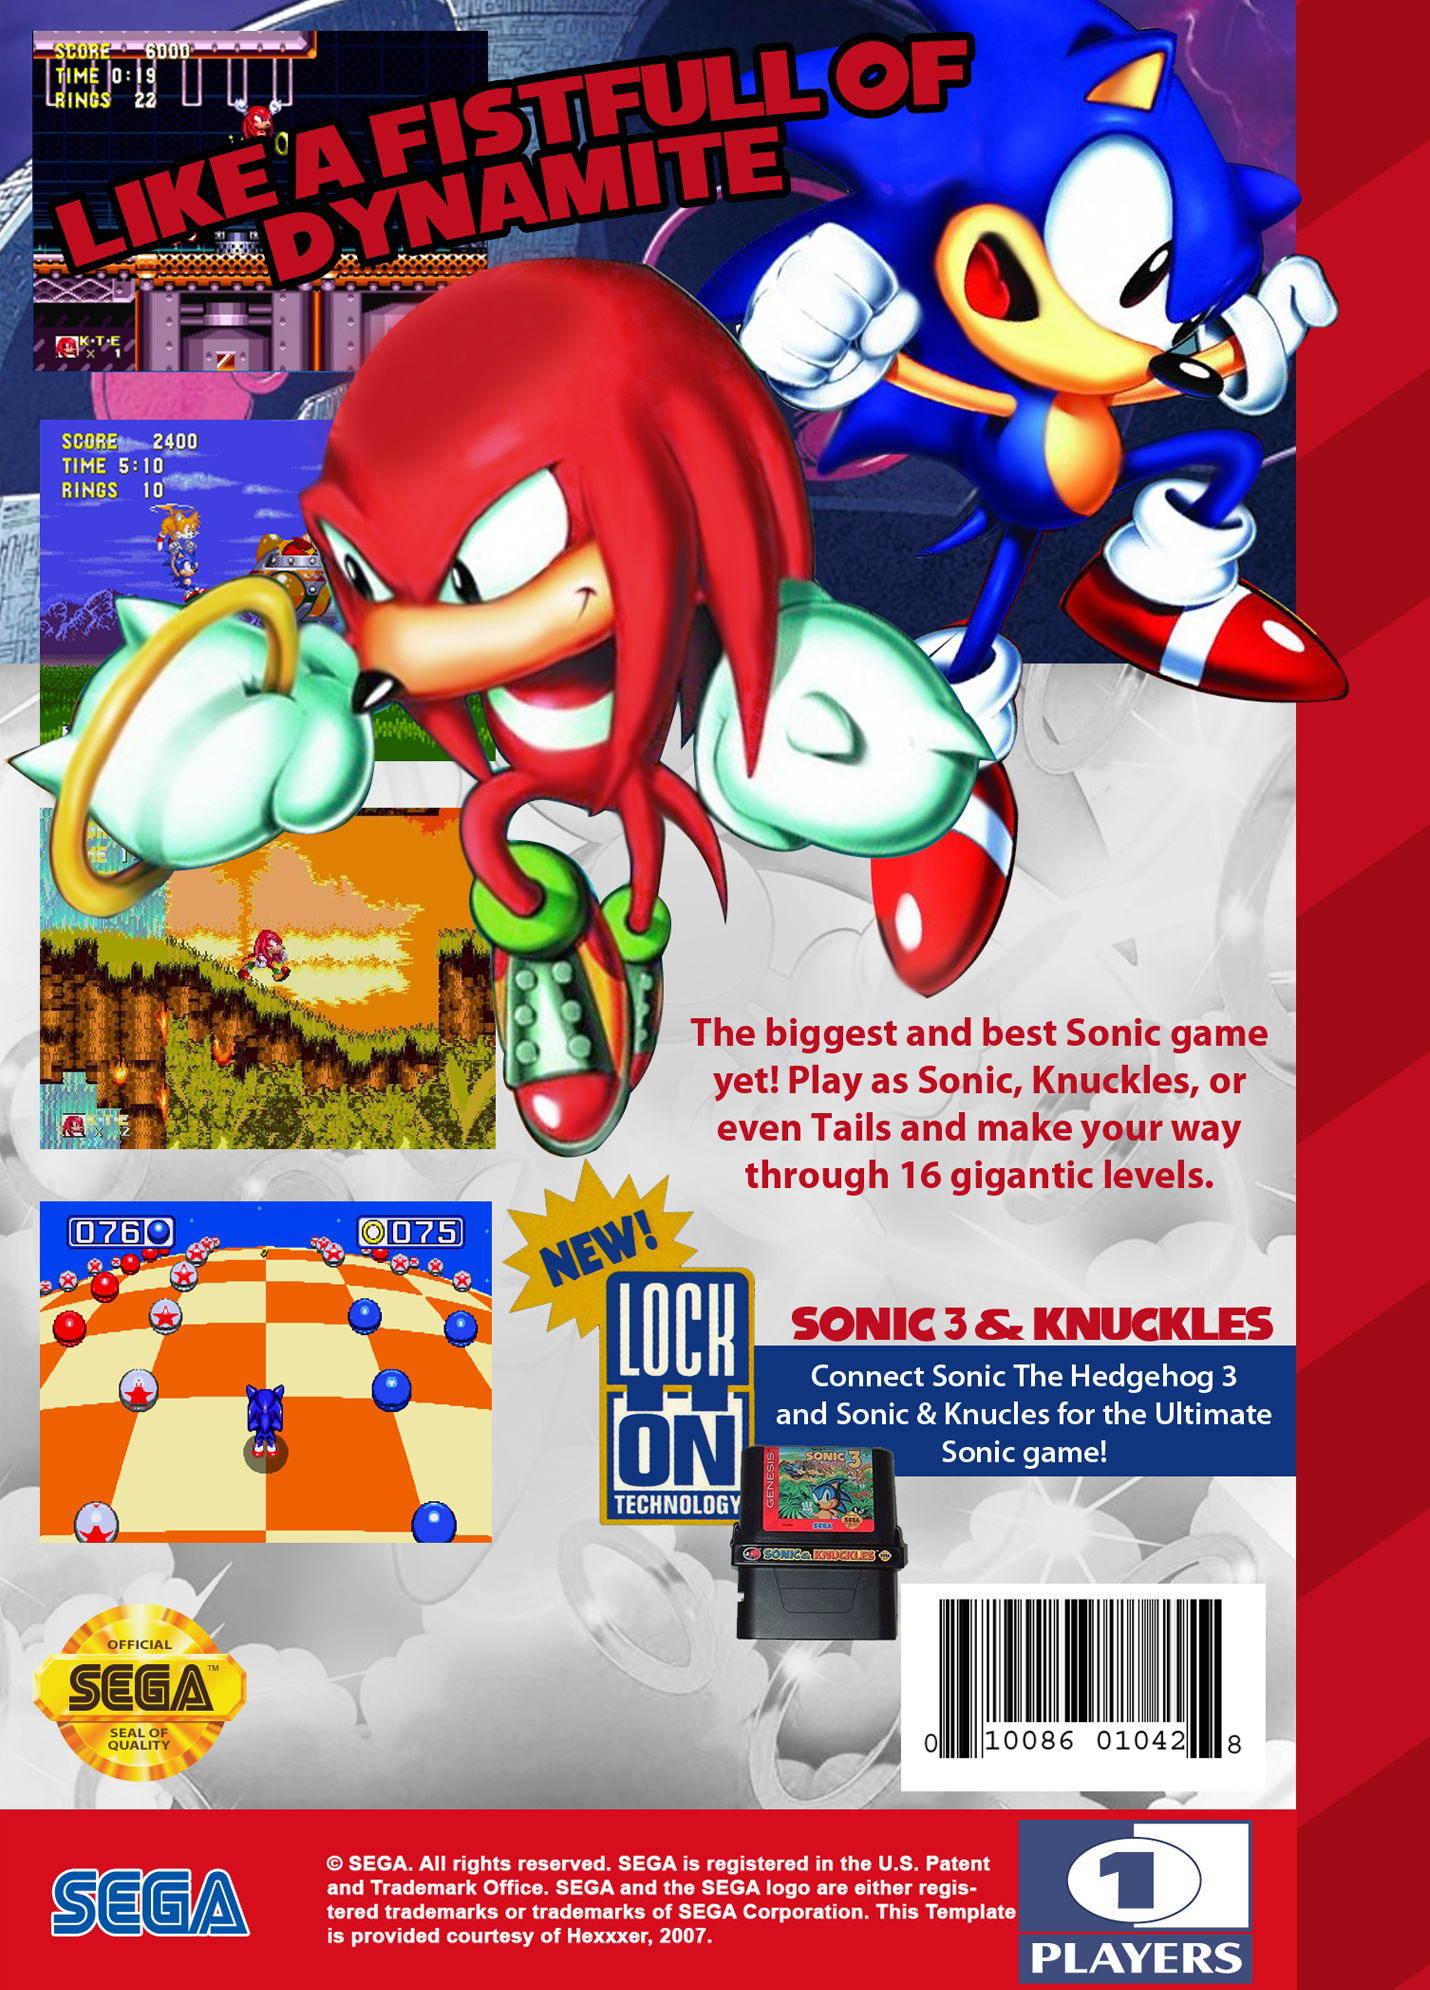 SCORE 6000
TIME 0:19
RINGS 22
LIKE A FISTFULL OF
DYNAMITE
K·T·E
× 1
SCORE 2400
TIME 5:10
RINGS 10
The biggest and best Sonic game
yet! Play as Sonic, Knuckles, or
even Tails and make your way
through 16 gigantic levels.
076
075
NEW!
LOCK
ON
TECHNOLOGY
SONIC 3 & KNUCKLES
Connect Sonic The Hedgehog 3
and Sonic & Knucles for the Ultimate
Sonic game!
GENESIS
SONIC 3
SEGA
SONIC & KNUCKLES
OFFICIAL
SEGA™
SEAL OF
QUALITY
0 10086 01042 8
SEGA
© SEGA. All rights reserved. SEGA is registered in the U.S. Patent
and Trademark Office. SEGA and the SEGA logo are either regis-
tered trademarks or trademarks of SEGA Corporation. This Template
is provided courtesy of Hexxxer, 2007.
1
PLAYERS